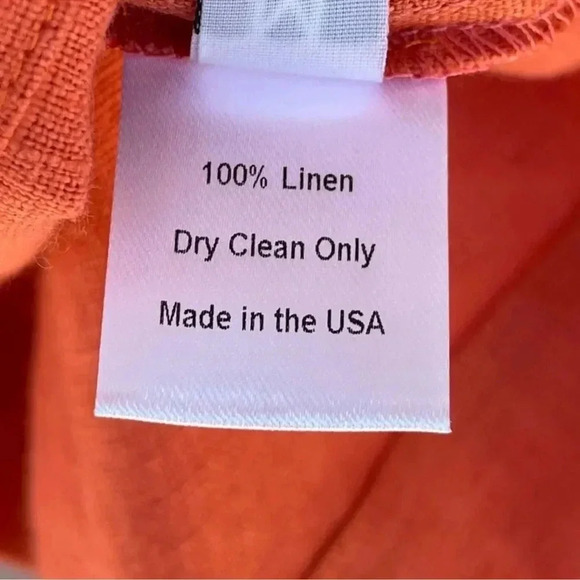 100% Linen
Dry Clean Only
Made in the USA